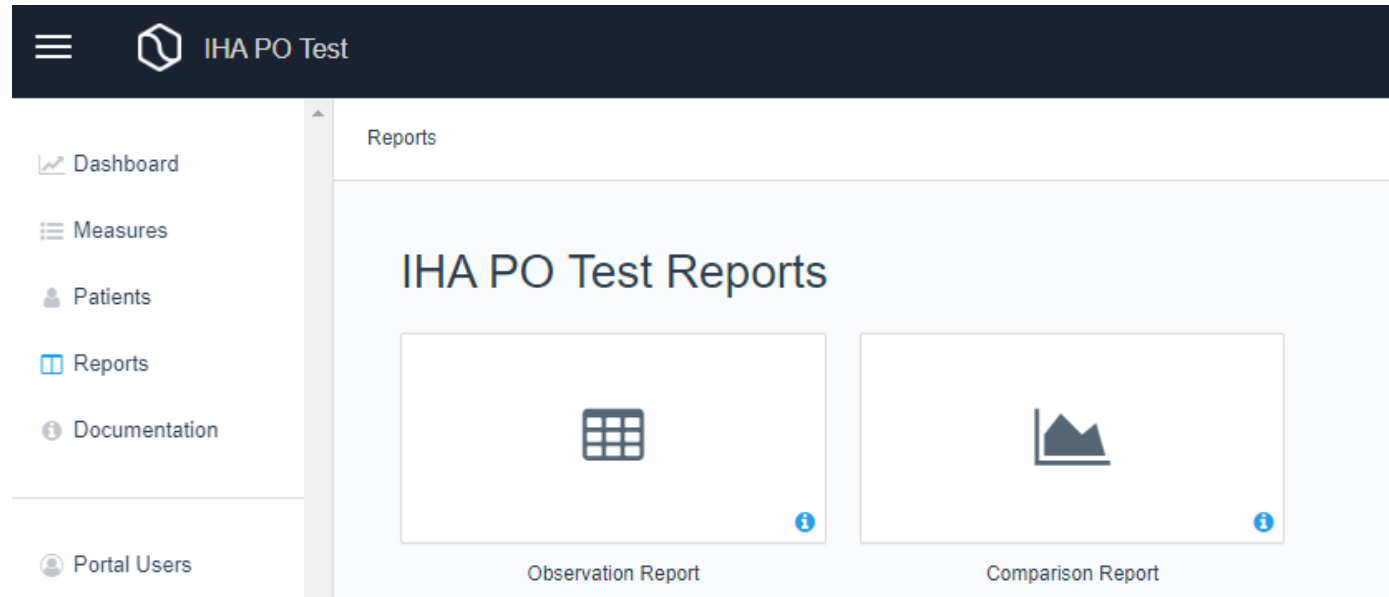 IHA PO Test
Dashboard
Measures
Patients
Reports
Documentation
Portal Users
Reports
IHA PO Test Reports
Observation Report
Comparison Report